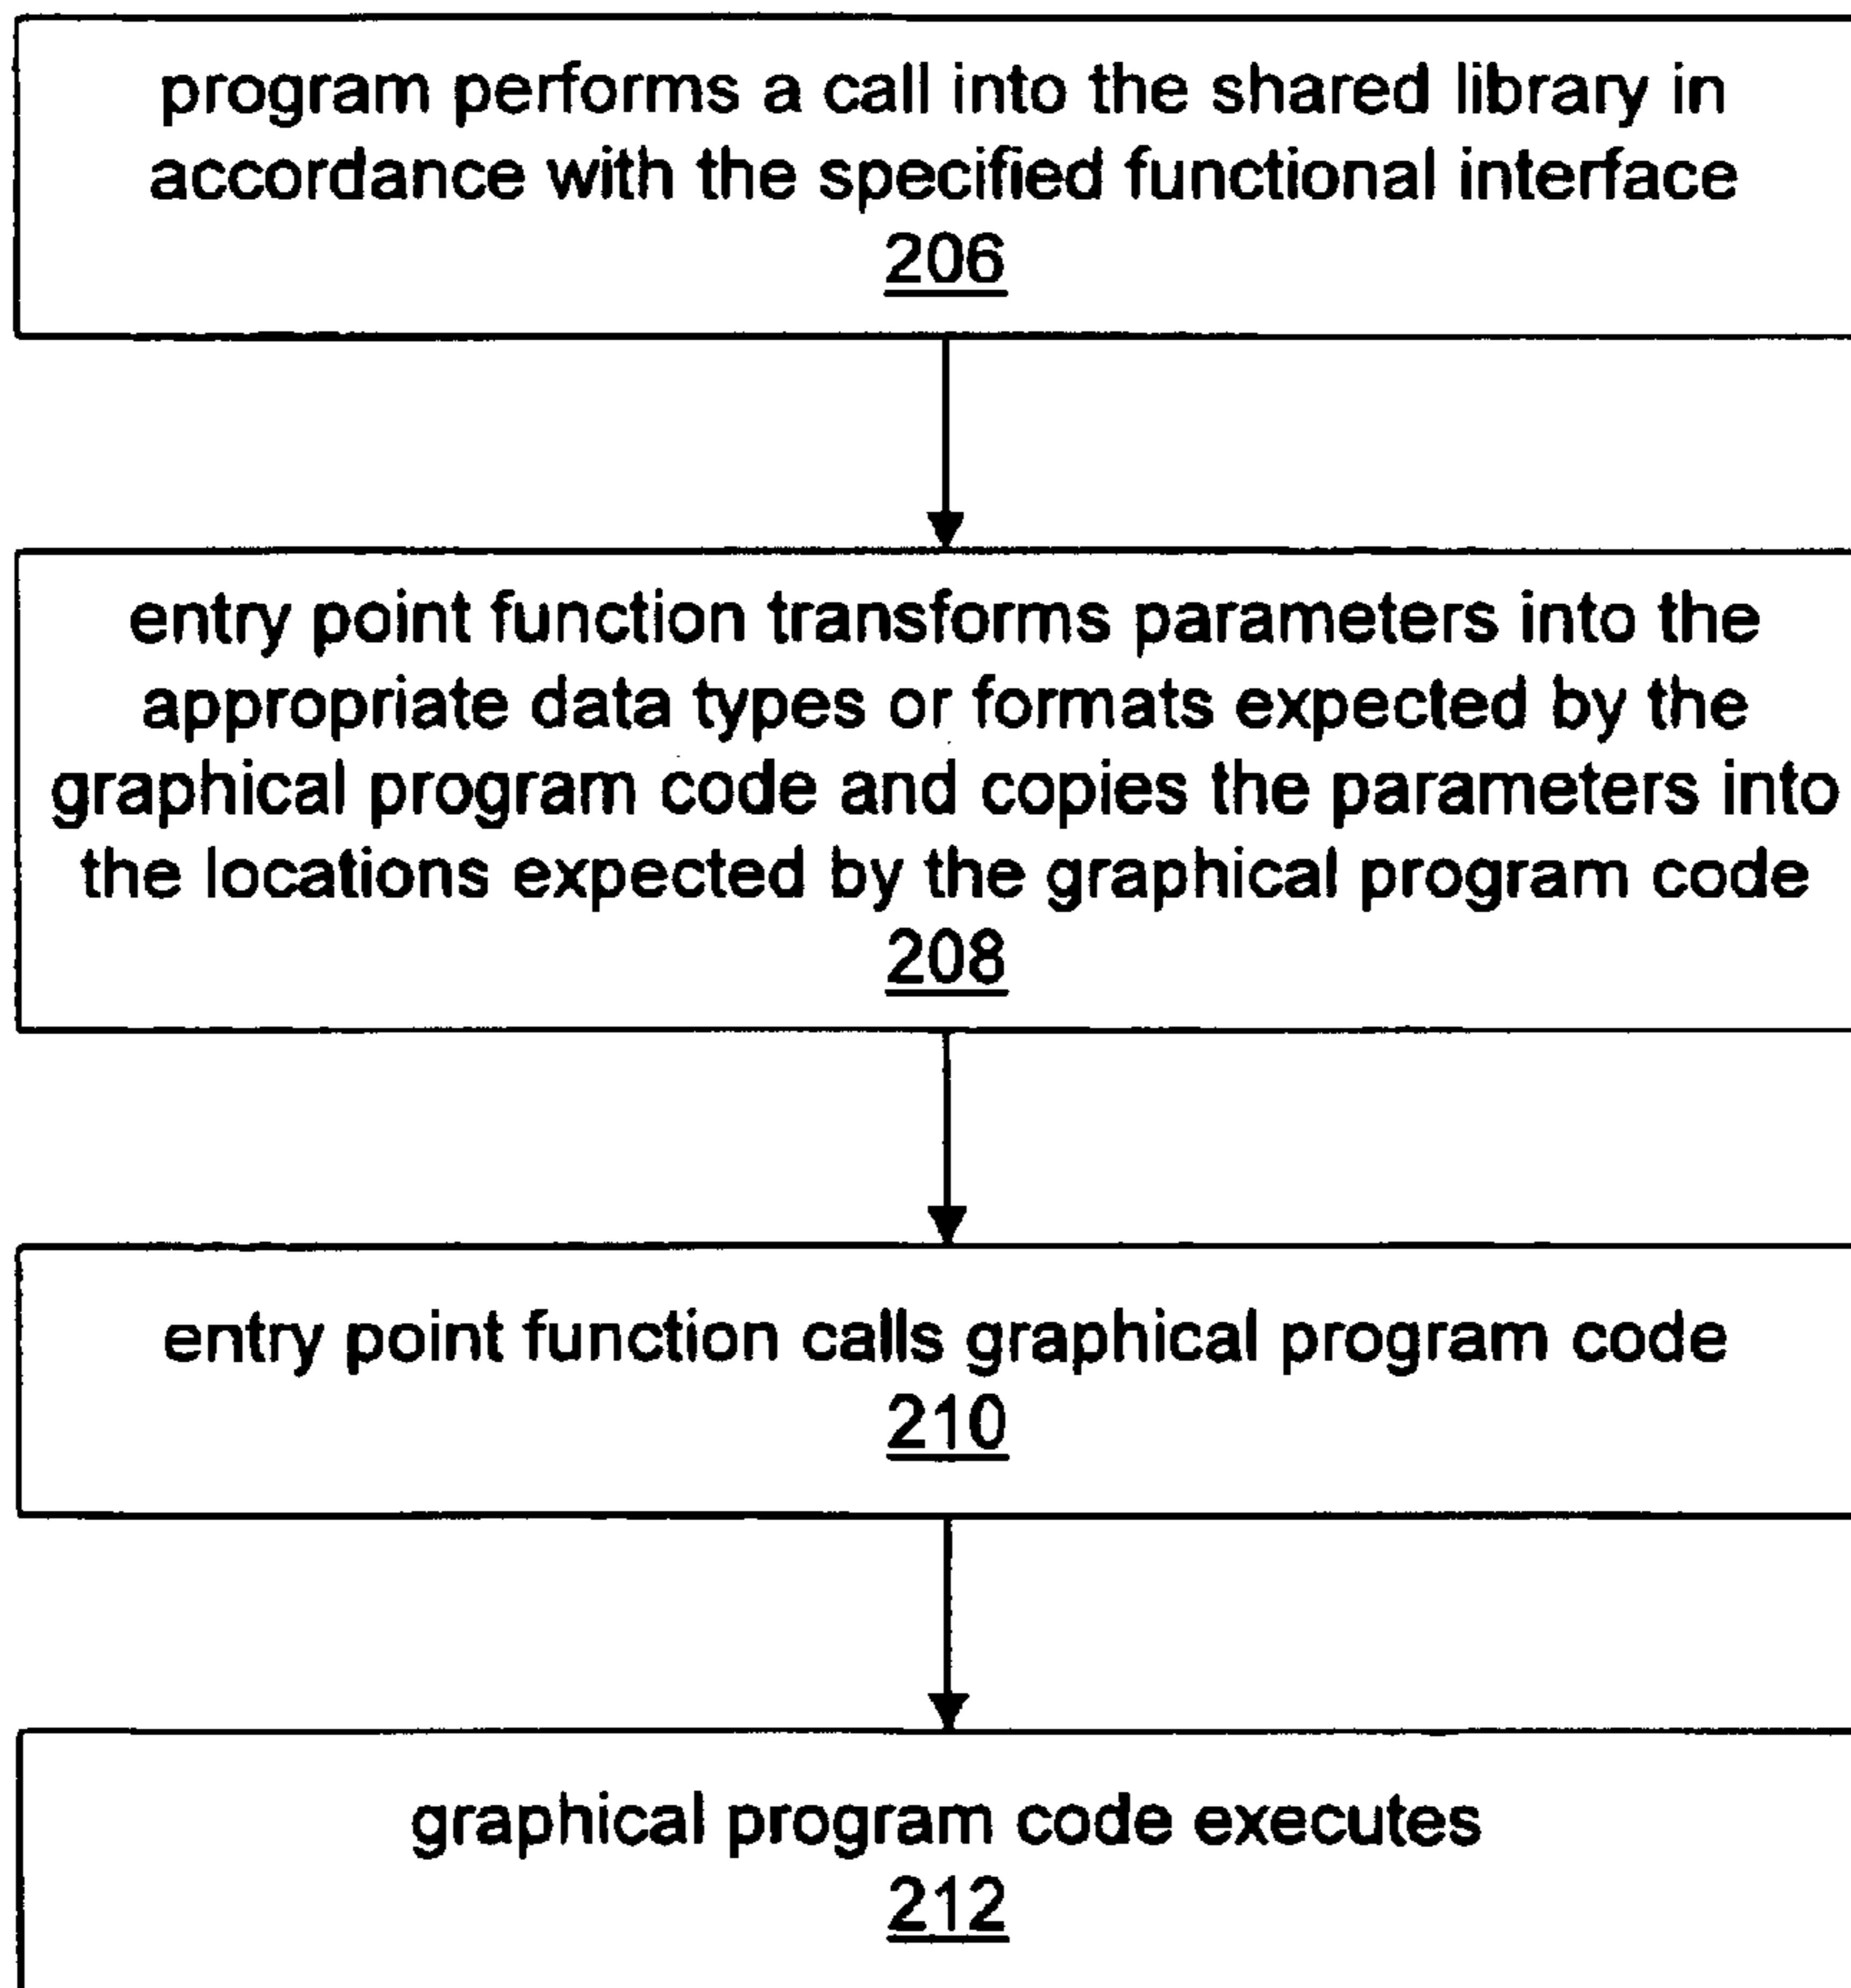 program performs a call into the shared library in
accordance with the specified functional interface
206
entry point function transforms parameters into the
appropriate data types or formats expected by the
graphical program code and copies the parameters into
the locations expected by the graphical program code
208
entry point function calls graphical program code
210
graphical program code executes
212